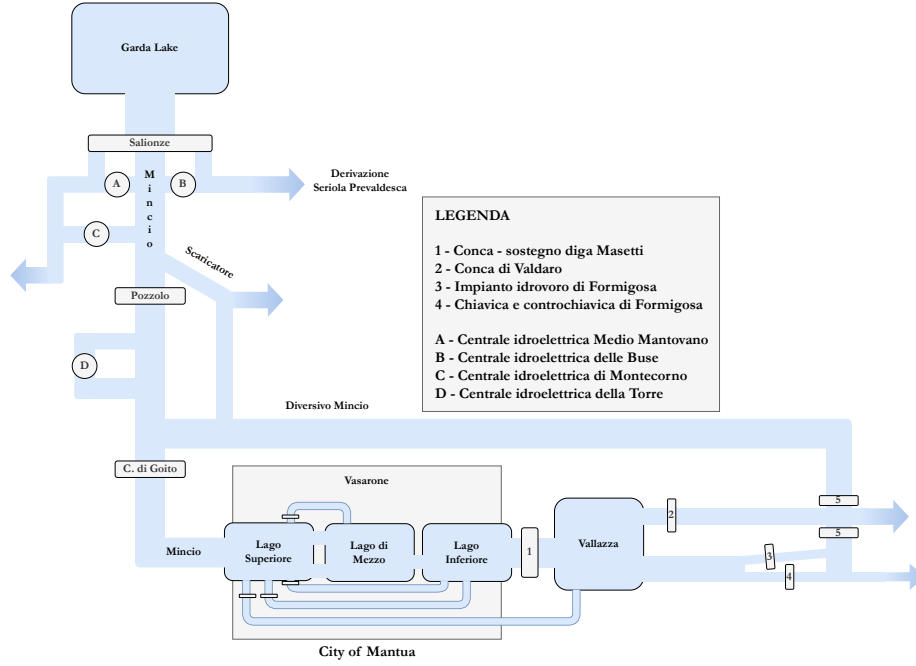 Garda Lake
Salionze
A
Mincio
B
Derivazione
Seriola Prevaldesca
C
Scaricatore
LEGENDA
1 - Conca - sostegno diga Masetti
2 - Conca di Valdaro
3 - Impianto idrovoro di Formigosa
4 - Chiavica e controchiavica di Formigosa
A - Centrale idroelettrica Medio Mantovano
B - Centrale idroelettrica delle Buse
C - Centrale idroelettrica di Montecorno
D - Centrale idroelettrica della Torre
Pozzolo
D
Diversivo Mincio
C. di Goito
Vasarone
5
2
5
Mincio
Lago
Superiore
Lago di
Mezzo
Lago
Inferiore
1
Vallazza
3
4
City of Mantua